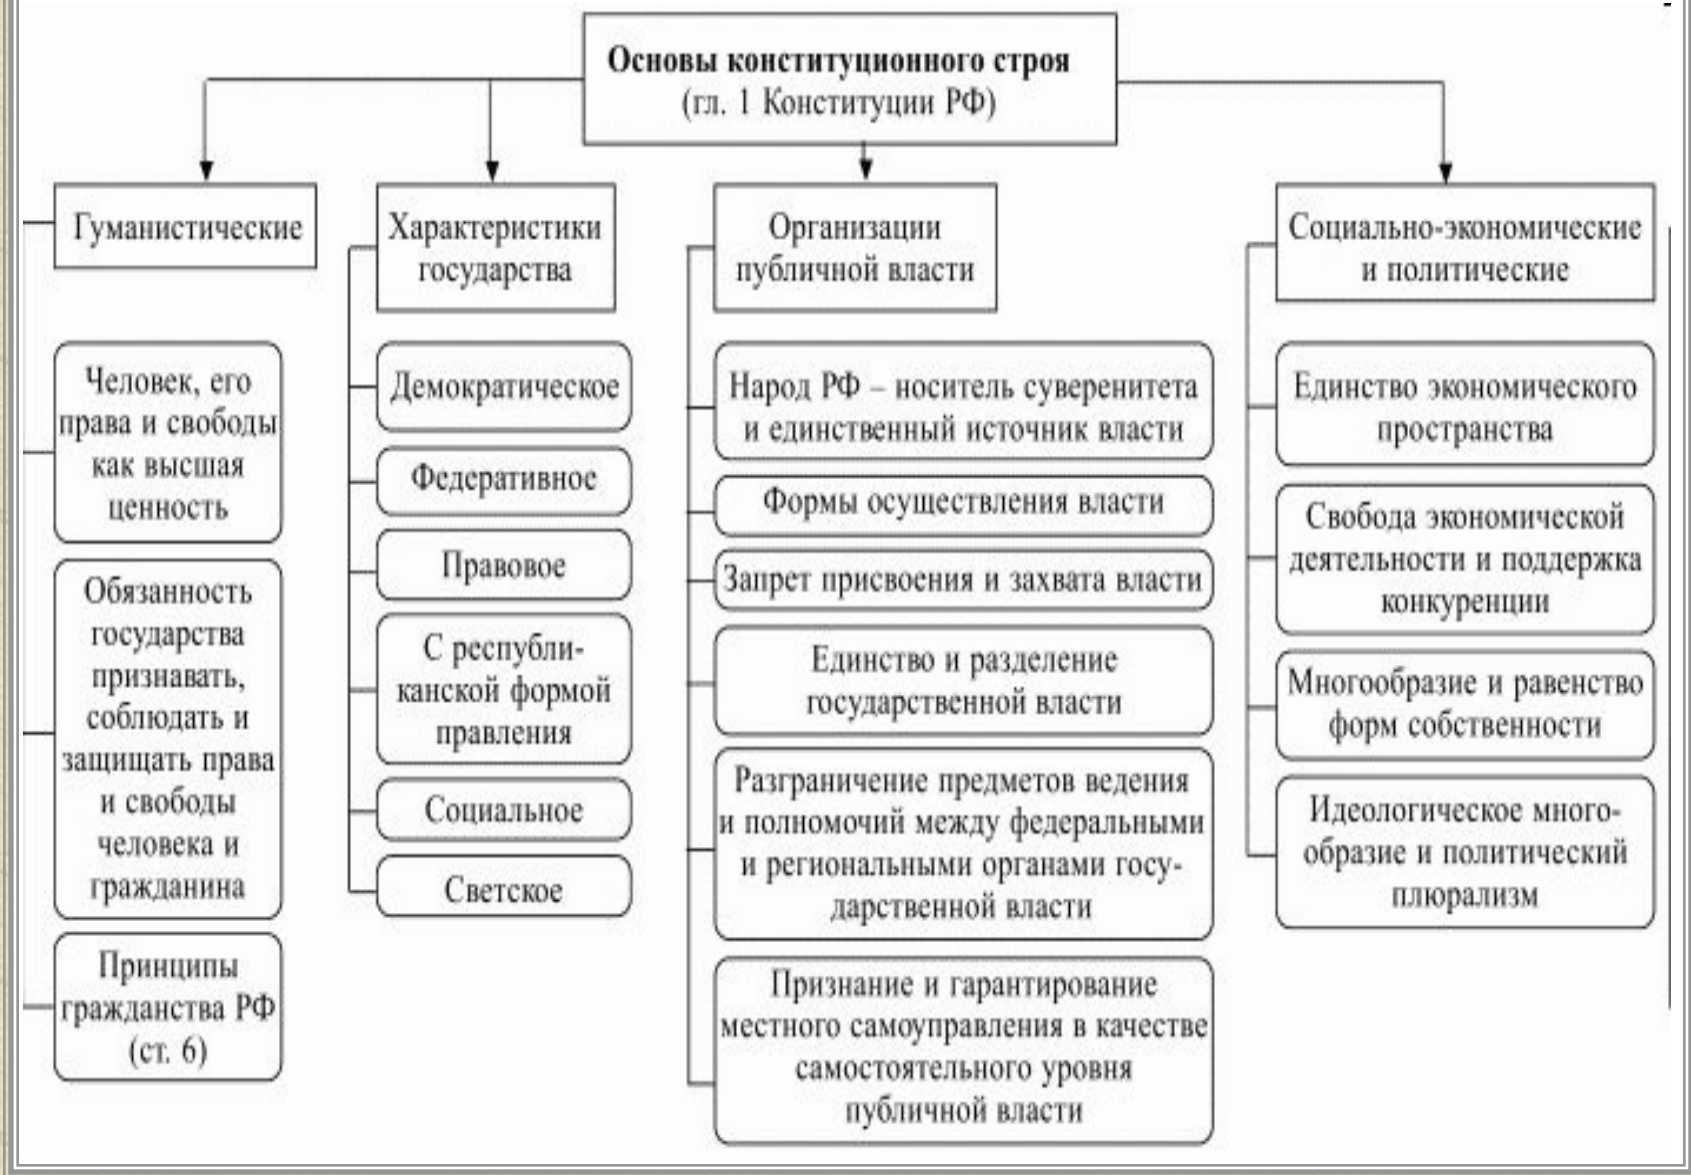 Основы конституционного строя
(гл. 1 Конституции РФ)
Гуманистические
Человек, его
права и свободы
как высшая
ценность
Обязанность
государства
признавать,
соблюдать и
защищать права
и свободы
человека и
гражданина
Принципы
гражданства РФ
(ст. 6)
Характеристики
государства
Демократическое
Федеративное
Правовое
С республи-
канской формой
правления
Социальное
Светское
Организации
публичной власти
Народ РФ – носитель суверенитета
и единственный источник власти
Формы осуществления власти
Запрет присвоения и захвата власти
Единство и разделение
государственной власти
Разграничение предметов ведения
и полномочий между федеральными
и региональными органами госу-
дарственной власти
Признание и гарантирование
местного самоуправления в качестве
самостоятельного уровня
публичной власти
Социально-экономические
и политические
Единство экономического
пространства
Свобода экономической
деятельности и поддержка
конкуренции
Многообразие и равенство
форм собственности
Идеологическое много-
образие и политический
плюрализм